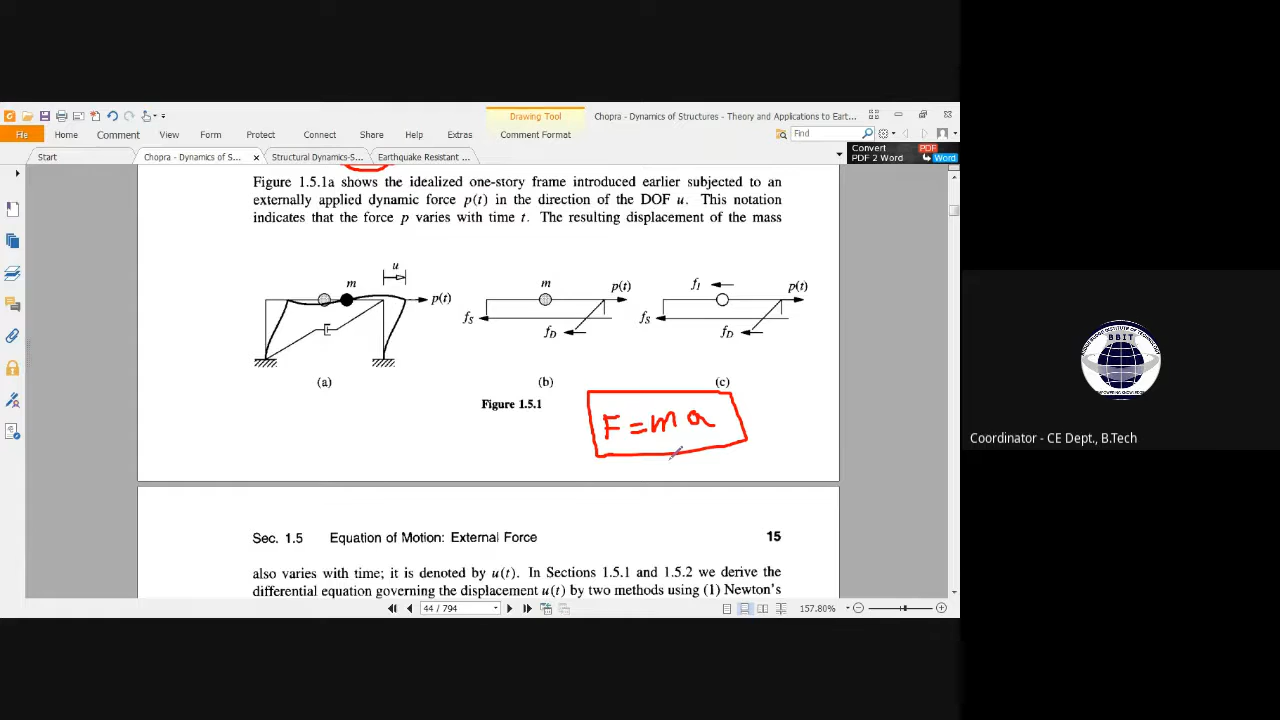 Drawing Tool
Chopra - Dynamics of Structures - Theory and Applications to Eart...
File Home Comment View Form Protect Connect Share Help Extras Comment Format Find
Start Chopra - Dynamics of S... Structural Dynamics-S... Earthquake Resistant ...
Convert PDF
PDF 2 Word Word
Figure 1.5.1a shows the idealized one-story frame introduced earlier subjected to an
externally applied dynamic force p(t) in the direction of the DOF u. This notation
indicates that the force p varies with time t. The resulting displacement of the mass
u
m p(t)
(a)
m p(t)
fS fD
(b)
fI p(t)
fS fD
(c)
Figure 1.5.1
F = ma
Sec. 1.5 Equation of Motion: External Force 15
also varies with time; it is denoted by u(t). In Sections 1.5.1 and 1.5.2 we derive the
differential equation governing the displacement u(t) by two methods using (1) Newton's
44 / 794 157.80%
BBIT
Coordinator - CE Dept., B.Tech